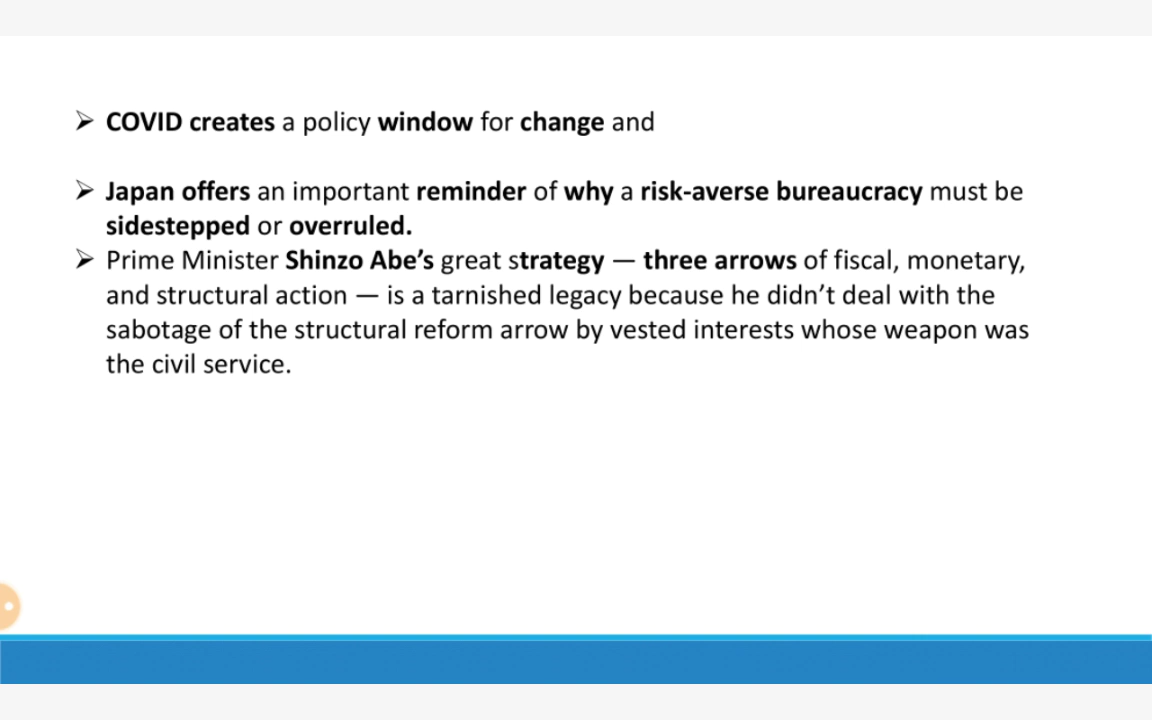 ➢ COVID creates a policy window for change and
➢ Japan offers an important reminder of why a risk-averse bureaucracy must be
sidestepped or overruled.
➢ Prime Minister Shinzo Abe’s great strategy — three arrows of fiscal, monetary,
and structural action — is a tarnished legacy because he didn’t deal with the
sabotage of the structural reform arrow by vested interests whose weapon was
the civil service.